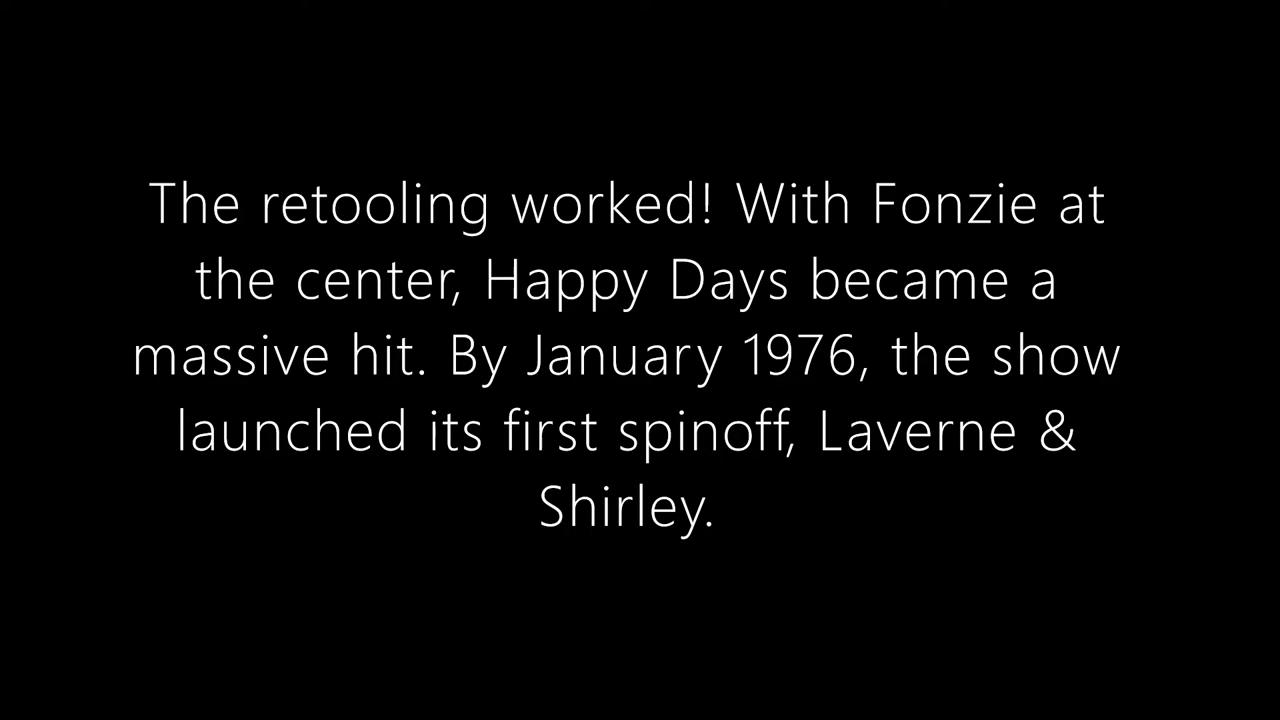 The retooling worked! With Fonzie at
the center, Happy Days became a
massive hit. By January 1976, the show
launched its first spinoff, Laverne &
Shirley.